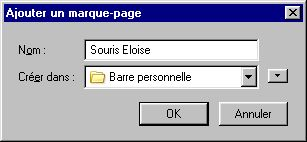 Ajouter un marque-page
Nom : Souris Eloise
Créer dans : Barre personnelle
OK Annuler